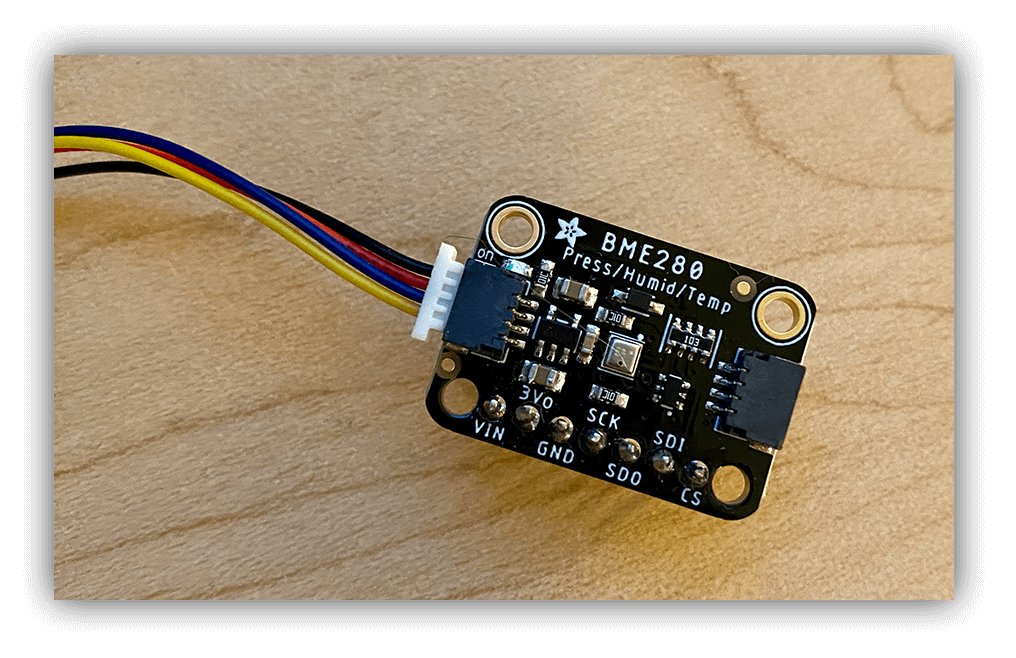 BME280
Press/Humid/Temp
on
103
VIN
3Vo
GND
SCK
SDO
SDI
CS